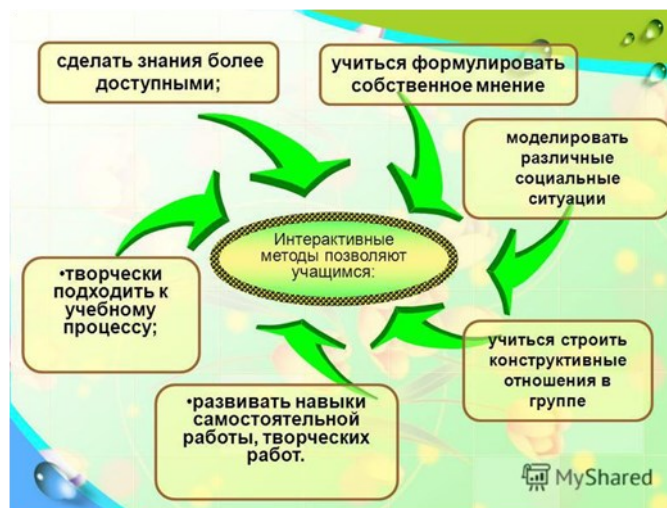 сделать знания более
доступными;
учиться формулировать
собственное мнение
моделировать
различные
социальные
ситуации
Интерактивные
методы позволяют
учащимся:
•творчески
подходить к
учебному
процессу;
учиться строить
конструктивные
отношения в
группе
•развивать навыки
самостоятельной
работы, творческих
работ.
MyShared